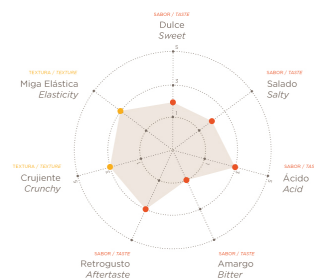 SABOR / TASTE
Dulce
Sweet
5
TEXTURA / TEXTURE
Miga Elástica
Elasticity
SABOR / TASTE
Salado
Salty
3
1
TEXTURA / TEXTURE
Crujiente
Crunchy
SABOR / TASTE
Ácido
Acid
SABOR / TASTE
Retrogusto
Aftertaste
SABOR / TASTE
Amargo
Bitter